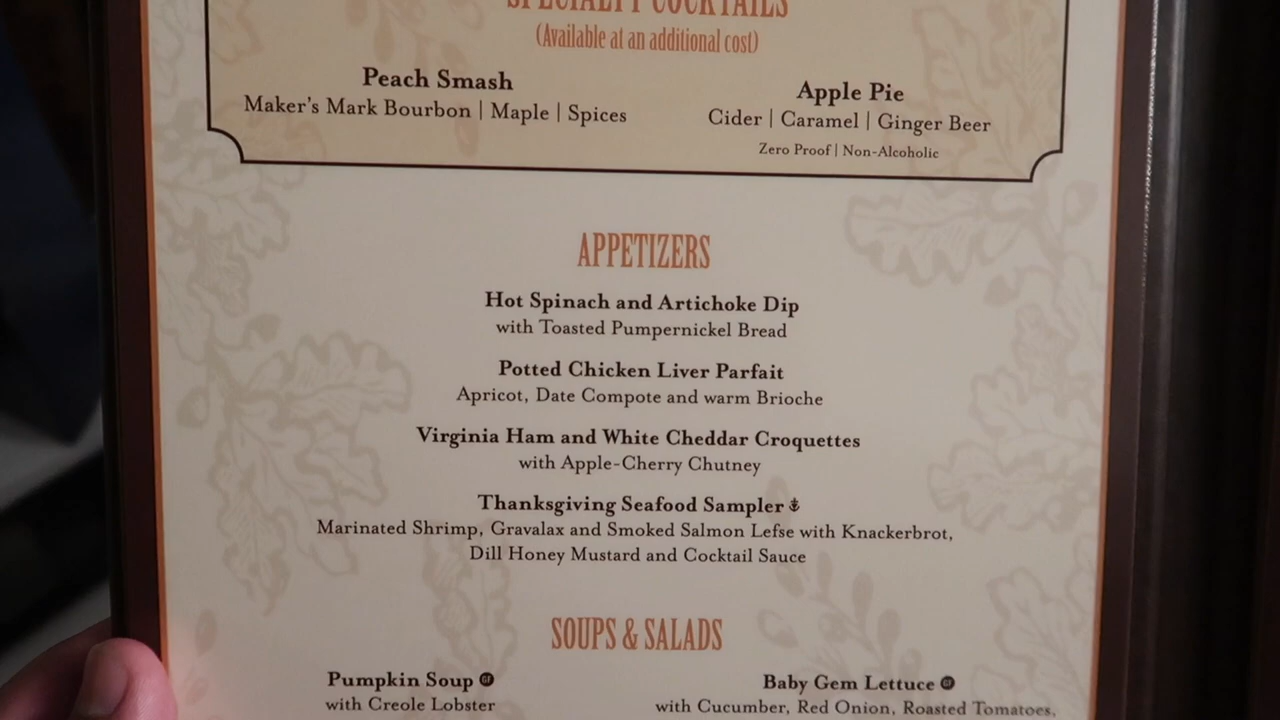 SPECIALTY COCKTAILS
(Available at an additional cost)
Peach Smash
Maker's Mark Bourbon | Maple | Spices
Apple Pie
Cider | Caramel | Ginger Beer
Zero Proof | Non-Alcoholic
APPETIZERS
Hot Spinach and Artichoke Dip
with Toasted Pumpernickel Bread
Potted Chicken Liver Parfait
Apricot, Date Compote and warm Brioche
Virginia Ham and White Cheddar Croquettes
with Apple-Cherry Chutney
Thanksgiving Seafood Sampler
Marinated Shrimp, Gravalax and Smoked Salmon Lefse with Knackerbrot,
Dill Honey Mustard and Cocktail Sauce
SOUPS & SALADS
Pumpkin Soup GF
with Creole Lobster
Baby Gem Lettuce GF
with Cucumber, Red Onion, Roasted Tomatoes,